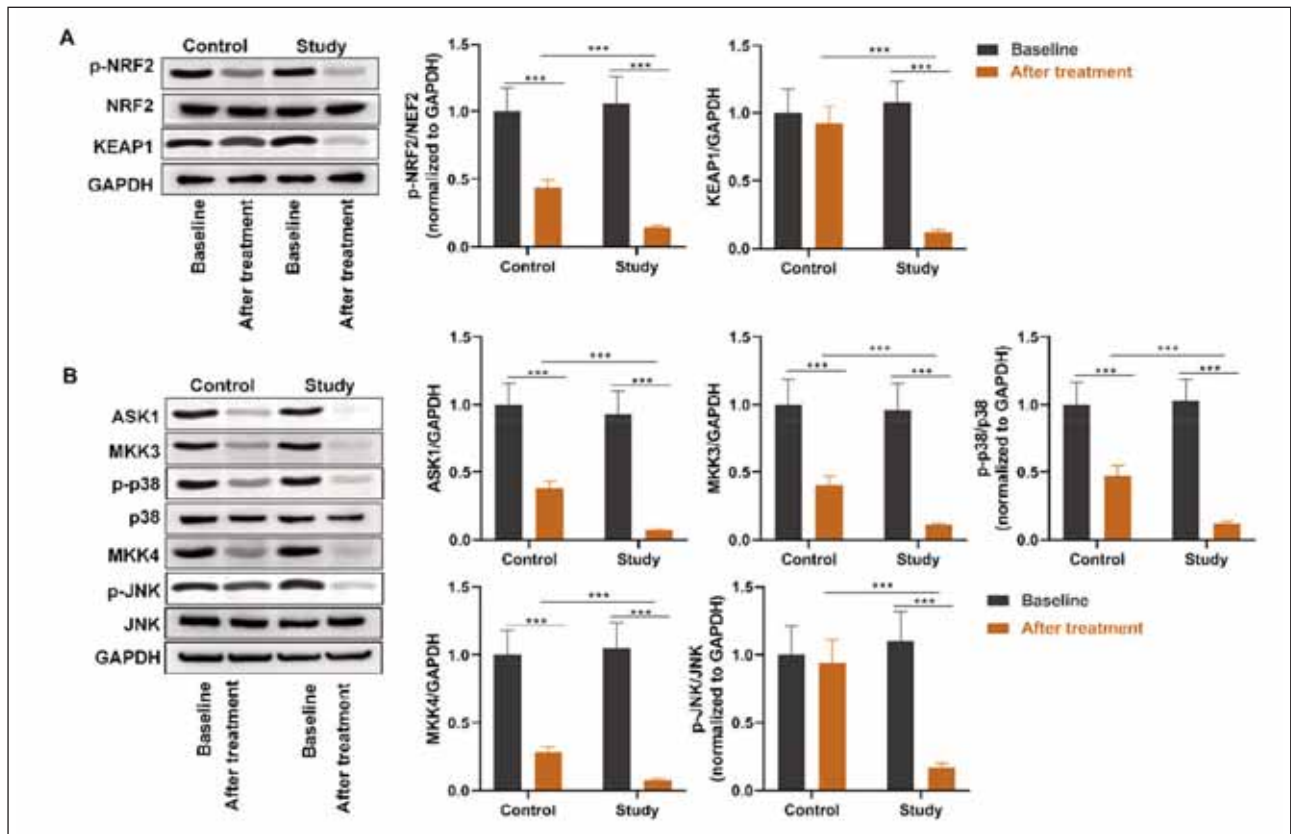 A
Control Study
p-NRF2
NRF2
KEAP1
GAPDH
Baseline
After treatment
Baseline
After treatment
p-NRF2/NEF2
(normalized to GAPDH)
1.5
1.0
0.5
0.0
***
***
***
Control Study
KEAP1/GAPDH
1.5
1.0
0.5
0.0
***
***
Control Study
Baseline
After treatment
B
Control Study
ASK1
MKK3
p-p38
p38
MKK4
p-JNK
JNK
GAPDH
Baseline
After treatment
Baseline
After treatment
ASK1/GAPDH
1.5
1.0
0.5
0.0
***
***
***
Control Study
MKK3/GAPDH
1.5
1.0
0.5
0.0
***
***
***
Control Study
p-p38/p38
(normalized to GAPDH)
1.5
1.0
0.5
0.0
***
***
***
Control Study
MKK4/GAPDH
1.5
1.0
0.5
0.0
***
***
***
Control Study
p-JNK/JNK
(normalized to GAPDH)
1.5
1.0
0.5
0.0
***
***
Control Study
Baseline
After treatment